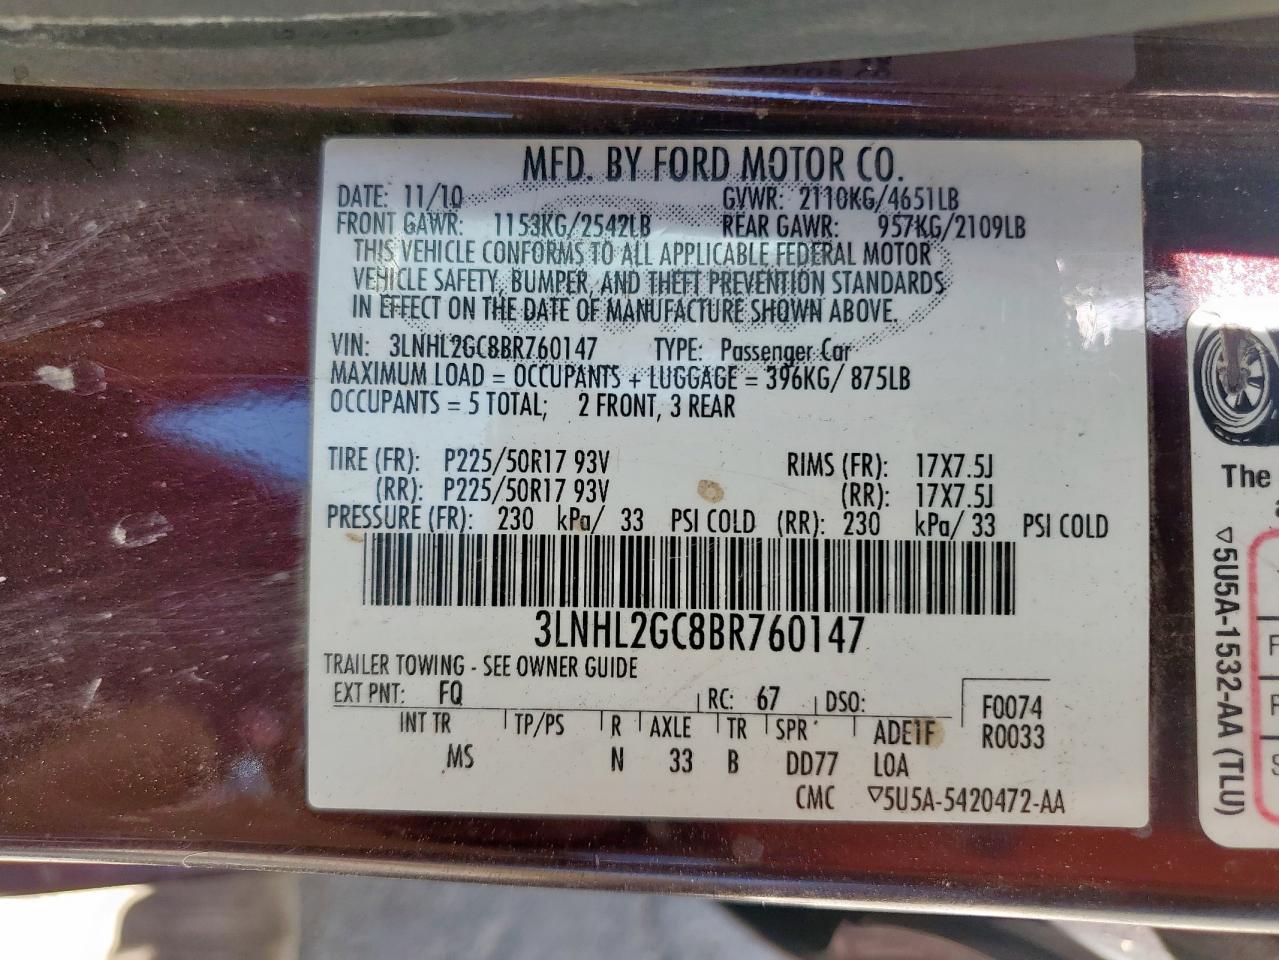 MFD. BY FORD MOTOR CO.
DATE: 11/10 GVWR: 2110KG/4651LB
FRONT GAWR: 1153KG/2542LB REAR GAWR: 957KG/2109LB
THIS VEHICLE CONFORMS TO ALL APPLICABLE FEDERAL MOTOR
VEHICLE SAFETY, BUMPER, AND THEFT PREVENTION STANDARDS
IN EFFECT ON THE DATE OF MANUFACTURE SHOWN ABOVE.
VIN: 3LNHL2GC8BR760147 TYPE: Passenger Car
MAXIMUM LOAD = OCCUPANTS + LUGGAGE = 396KG/ 875LB
OCCUPANTS = 5 TOTAL; 2 FRONT, 3 REAR
TIRE (FR): P225/50R17 93V RIMS (FR): 17X7.5J
(RR): P225/50R17 93V (RR): 17X7.5J
PRESSURE (FR): 230 kPa/ 33 PSI COLD (RR): 230 kPa/ 33 PSI COLD
3LNHL2GC8BR760147
TRAILER TOWING - SEE OWNER GUIDE
EXT PNT: FQ RC: 67 DSO: F0074
INT TR TP/PS R AXLE TR SPR ADE1F R0033
MS N 33 B DD77 LOA
CMC ▽5U5A-5420472-AA
The
▽5U5A-1532-AA (TLU)